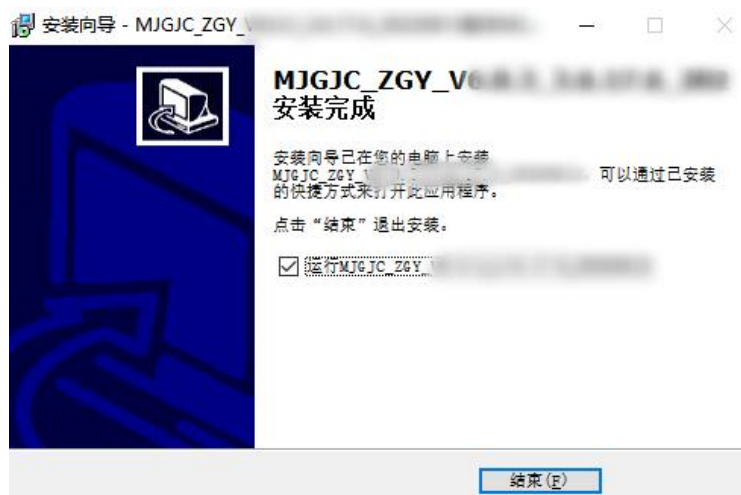 安装向导 - MJGJC_ZGY_
MJGJC_ZGY_V
安装完成
安装向导已在您的电脑上安装
MJGJC_ZGY_ 可以通过已安装
的快捷方式来打开此应用程序。
点击“结束”退出安装。
运行MJGJC_ZGY_
结束(F)